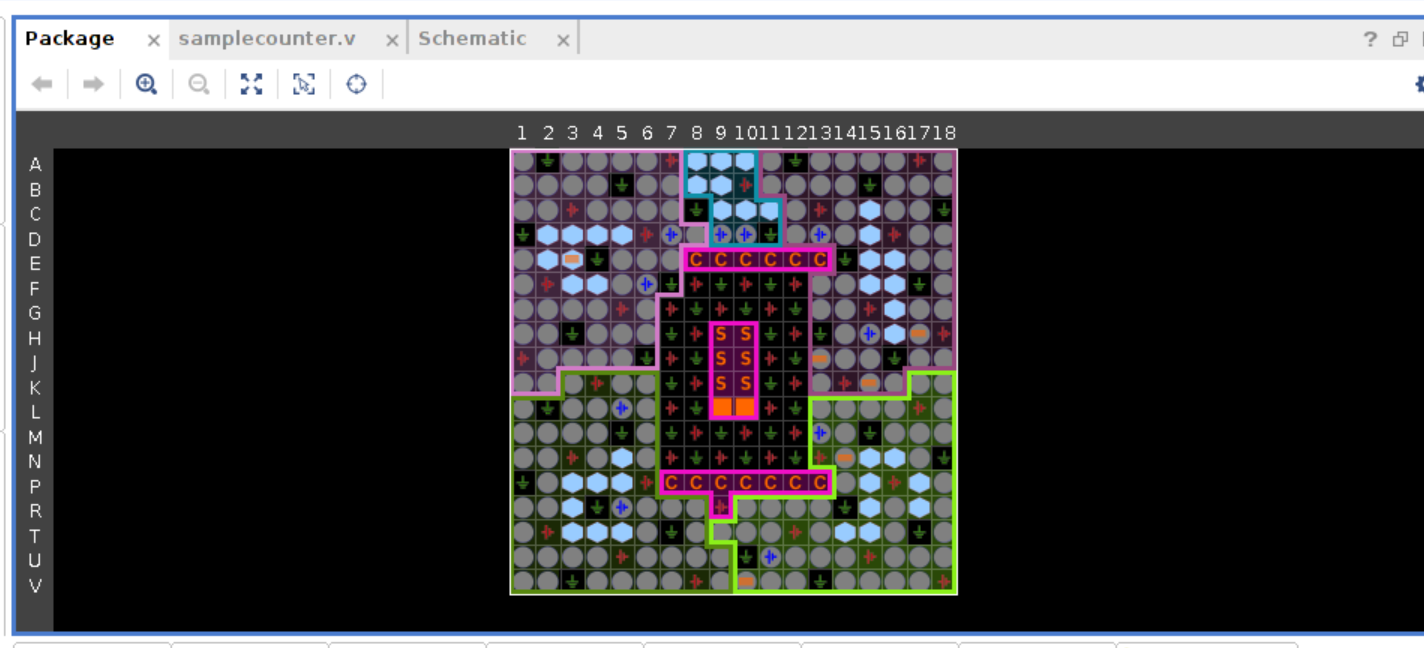 Package samplecounter.v Schematic ?
1 2 3 4 5 6 7 8 9 10 11 12 13 14 15 16 17 18
A
B
C
D
E C C C C C C
F
G
H S S
J S S
K S S
L
M
N
P C C C C C C C
R
T
U
V